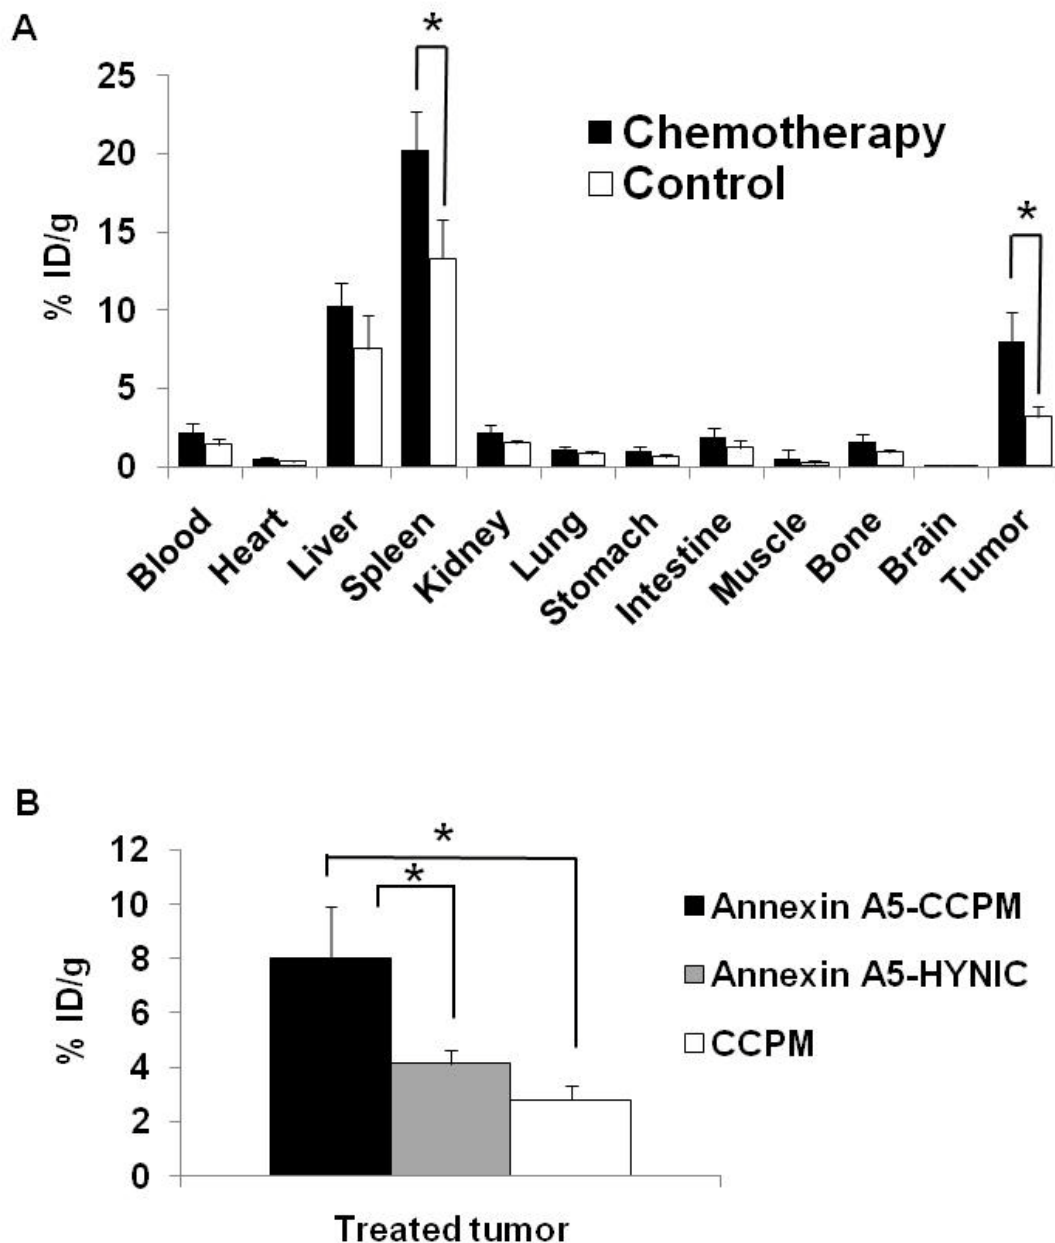 A
*
25
20
15
10
5
0
% ID/g
Chemotherapy
Control
*
Blood
Heart
Liver
Spleen
Kidney
Lung
Stomach
Intestine
Muscle
Bone
Brain
Tumor
B
*
*
12
10
8
6
4
2
0
% ID/g
Annexin A5-CCPM
Annexin A5-HYNIC
CCPM
Treated tumor